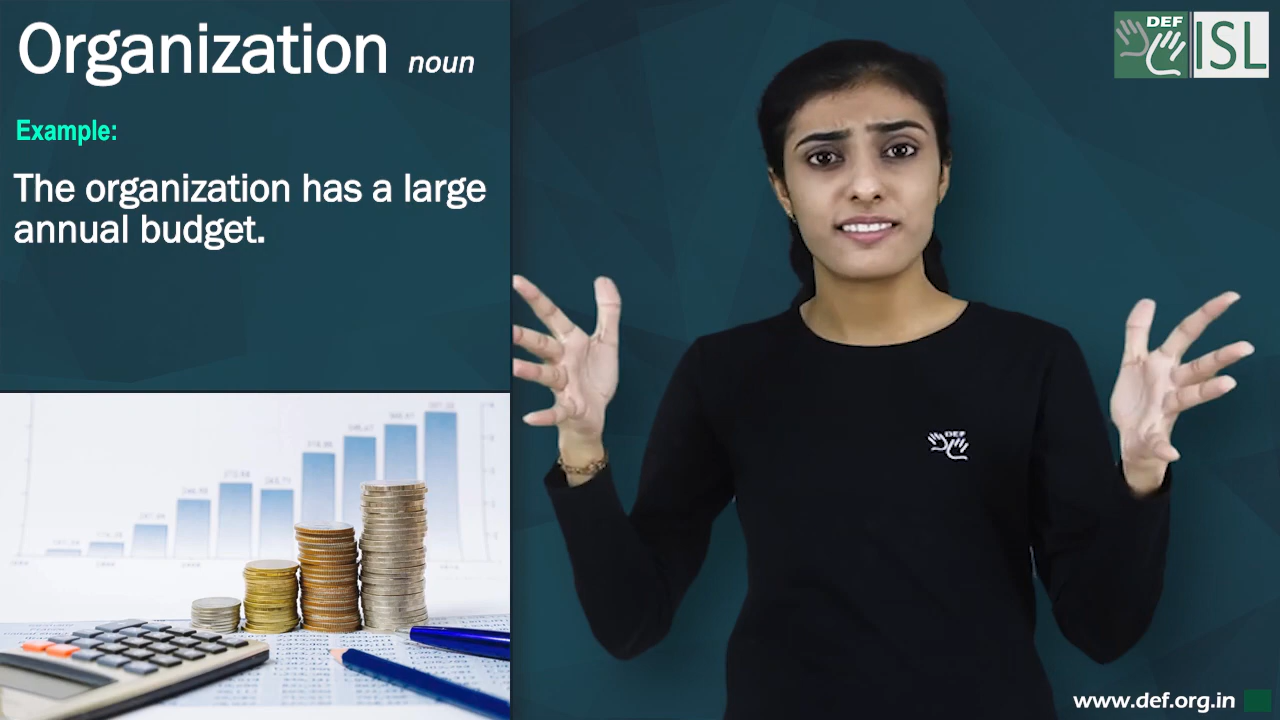 Organization noun
Example:
The organization has a large
annual budget.
DEF
ISL
DEF
www.def.org.in